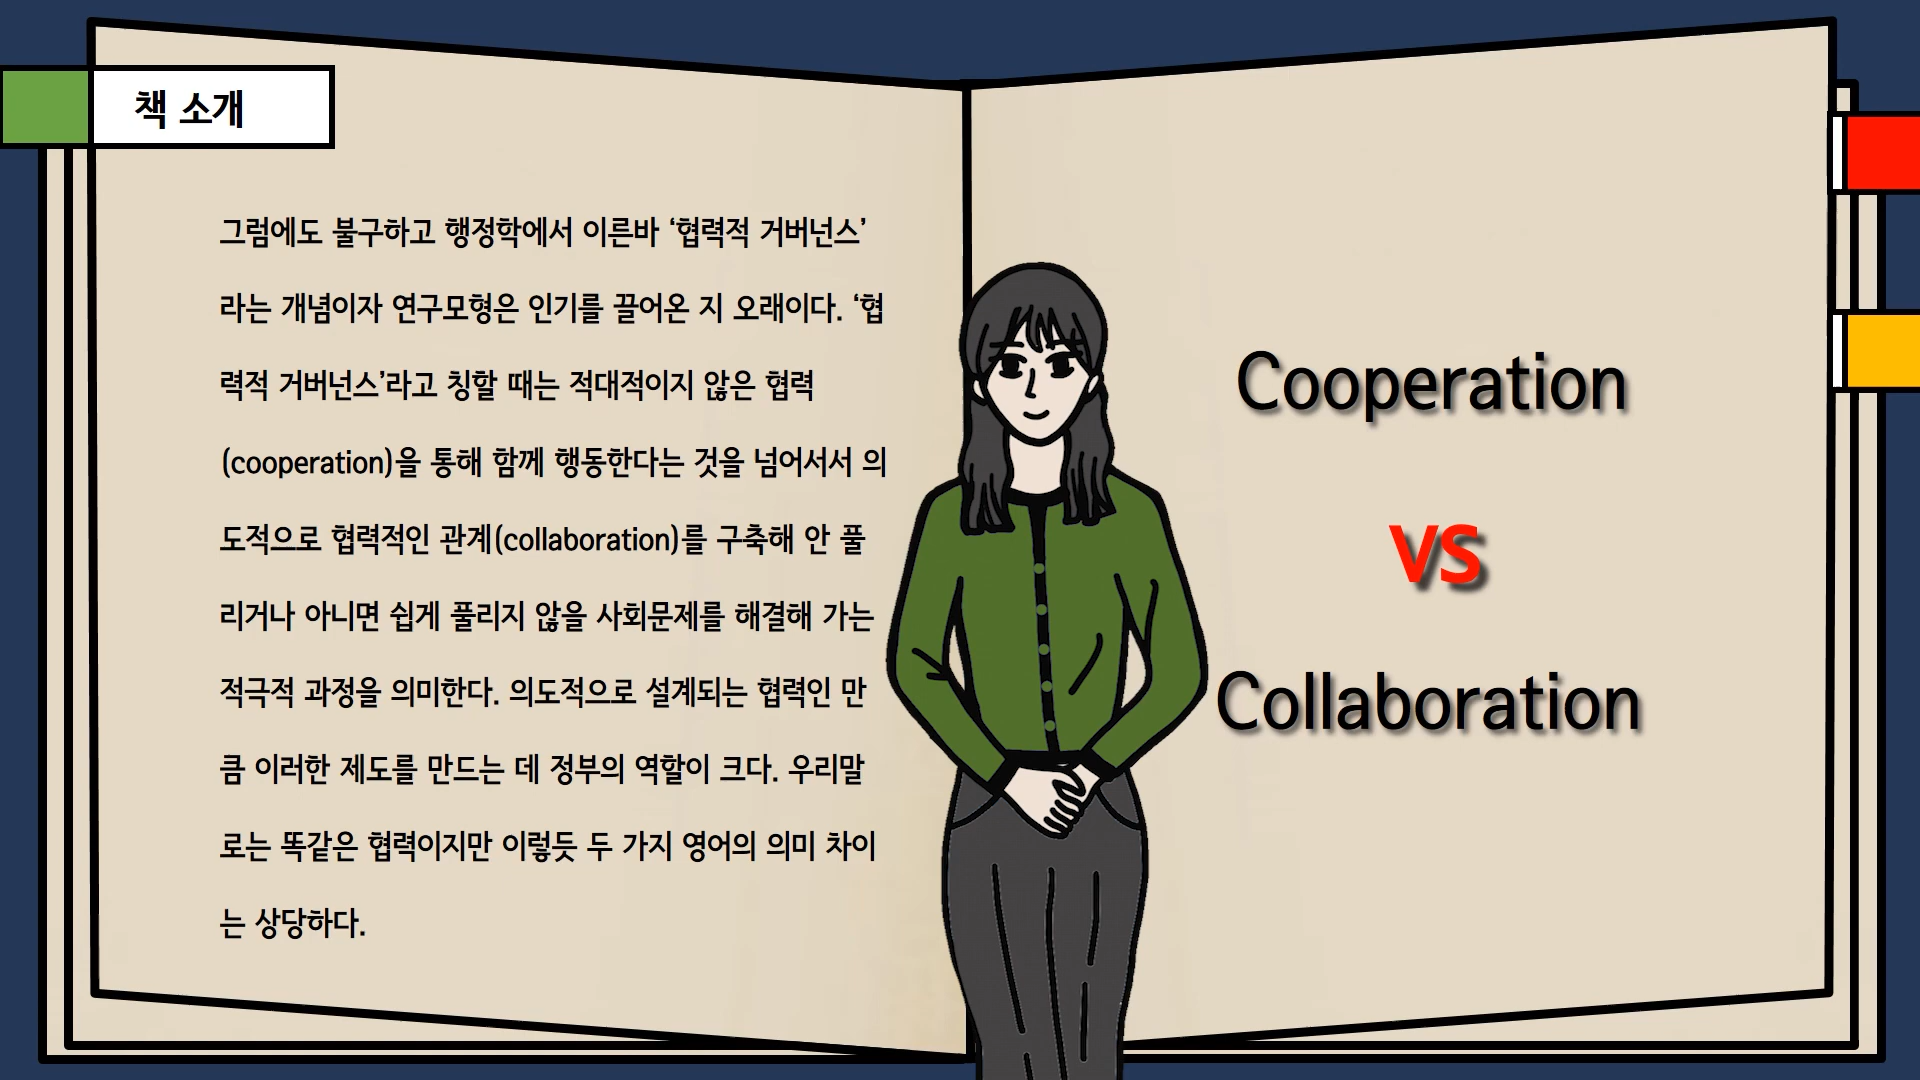 책 소개
그럼에도 불구하고 행정학에서 이른바 ‘협력적 거버넌스’
라는 개념이자 연구모형은 인기를 끌어온 지 오래이다. ‘협
력적 거버넌스’라고 칭할 때는 적대적이지 않은 협력
(cooperation)을 통해 함께 행동한다는 것을 넘어서서 의
도적으로 협력적인 관계(collaboration)를 구축해 안 풀
리거나 아니면 쉽게 풀리지 않을 사회문제를 해결해 가는
적극적 과정을 의미한다. 의도적으로 설계되는 협력인 만
큼 이러한 제도를 만드는 데 정부의 역할이 크다. 우리말
로는 똑같은 협력이지만 이렇듯 두 가지 영어의 의미 차이
는 상당하다.
Cooperation
VS
Collaboration